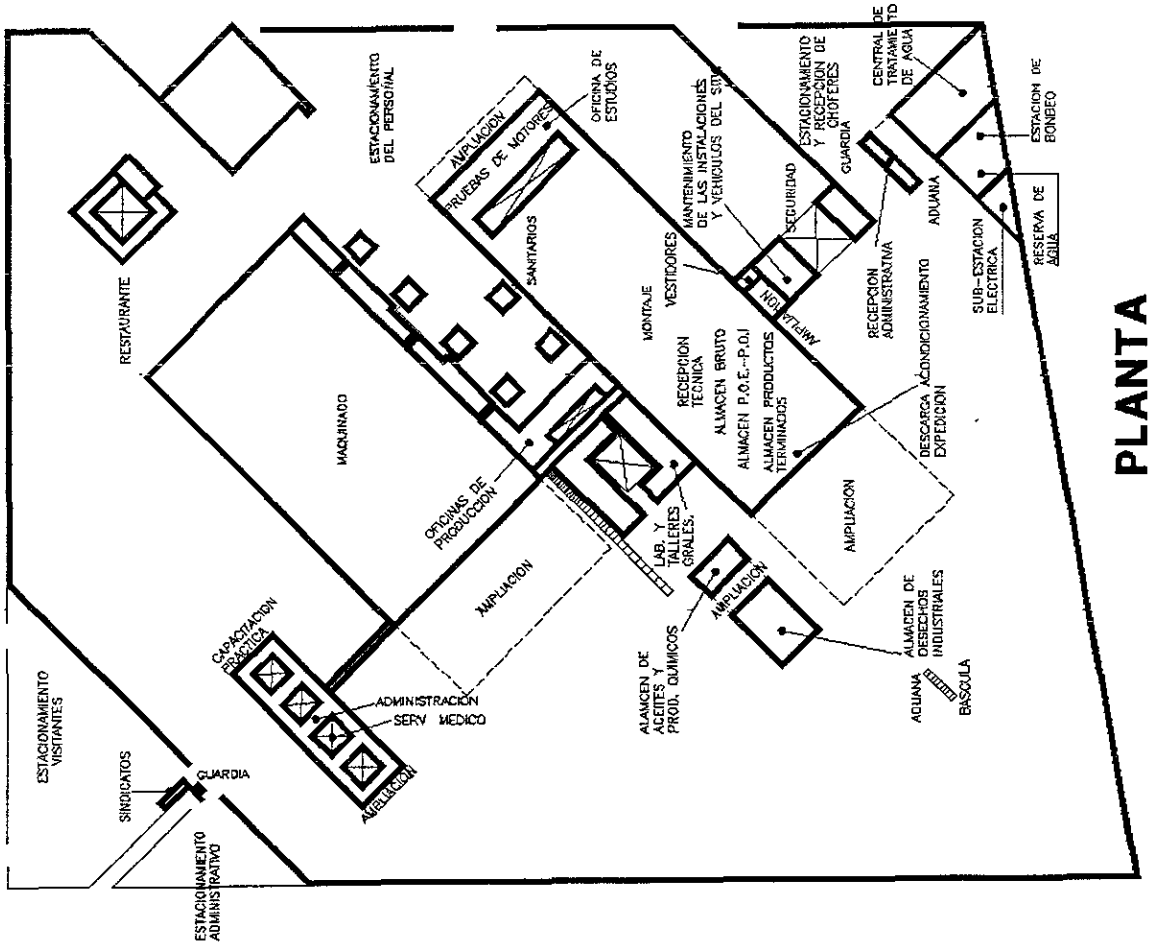 ESTACIONAMIENTO
VISITANTES
SINDICATOS
GUARDIA
ESTACIONAMIENTO
ADMINISTRATIVO
CAPACITACION
PRACTICA
ADMINISTRACIÓN
SERV MEDICO
AMPLIACION
RESTAURANTE
MAQUINADO
OFICINAS DE
PRODUCCION
AMPLIACION
ESTACIONAMIENTO
DEL PERSOÑAL
AMPLIACION
PRUEBAS DE MOTORES
OFICINA DE
ESTUDIOS
SANITARIOS
MONTAJE
VESTIDORES
MANTENIMIENTO
DE LAS INSTALACIONES
Y VEHICULOS DEL SITIO
SEGURIDAD
ESTACIONAMIENTO
Y RECEPCION DE
CHOFERES
GUARDIA
CENTRAL DE
TRATAMIENTO
DE AGUA
ESTACION DE
BONBEO
RESERVA DE
AGUA
SUB-ESTACION
ELECTRICA
ADUANA
RECEPCION
ADMINISTRATIVA
AMPLIACION
RECEPCION
TECNICA
ALMACEN BRUTO
ALMACEN P.O.E.-P.O.I
ALMACEN PRODUCTOS
TERMINADOS
DESCARGA ACONDICIONAMIENTO
EXPEDICION
LAB. Y
TALLERES
GRALES.
AMPLIACION
ALAMCEN DE
ACEITES Y
PROD. QUIMICOS
AMPLIACION
ALMACEN DE
DESECHOS
INDUSTRIALES
ADUANA
BASCULA
PLANTA